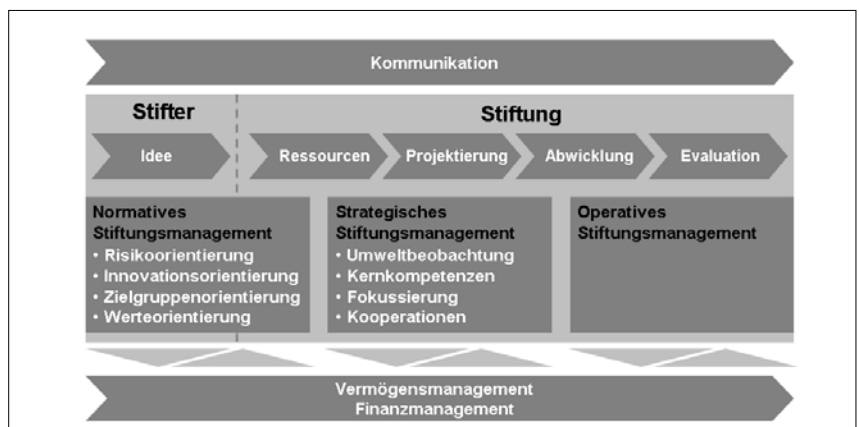 Kommunikation
Stifter
Stiftung
Idee
Ressourcen
Projektierung
Abwicklung
Evaluation
Normatives
Stiftungsmanagement
• Risikoorientierung
• Innovationsorientierung
• Zielgruppenorientierung
• Werteorientierung
Strategisches
Stiftungsmanagement
• Umweltbeobachtung
• Kernkompetenzen
• Fokussierung
• Kooperationen
Operatives
Stiftungsmanagement
Vermögensmanagement
Finanzmanagement